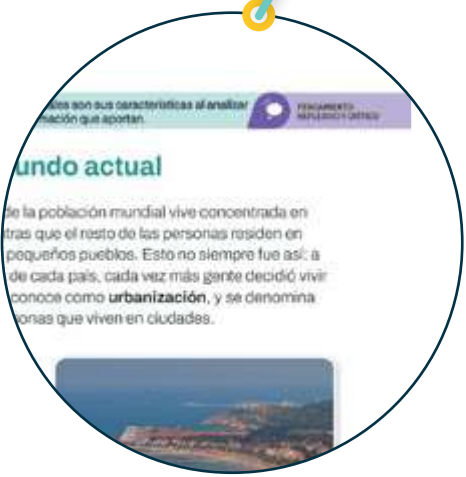 les son sus características al analizar
mación que aportan.
PENSAMIENTO
REFLEXIVO Y CRÍTICO
undo actual
de la población mundial vive concentrada en
tras que el resto de las personas residen en
pequeños pueblos. Esto no siempre fue así: a
de cada país, cada vez más gente decidió vivir
conoce como urbanización, y se denomina
onas que viven en ciudades.